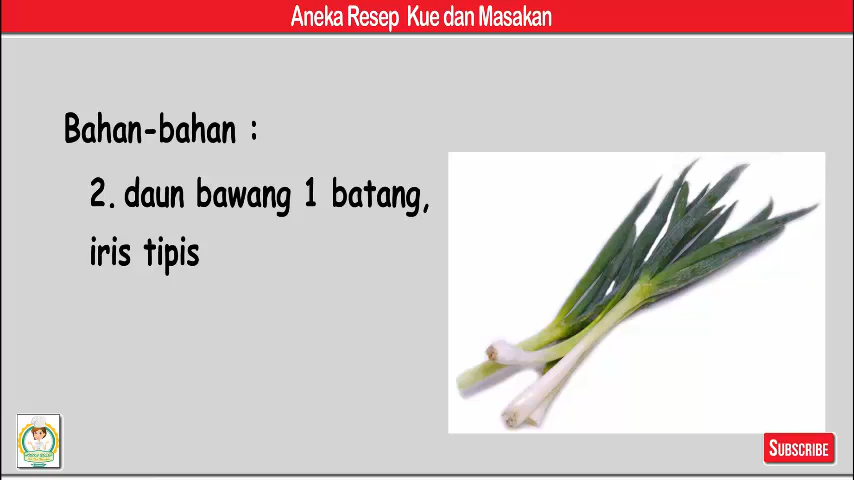 Aneka Resep Kue dan Masakan
Bahan-bahan :
2. daun bawang 1 batang,
iris tipis
SUBSCRIBE